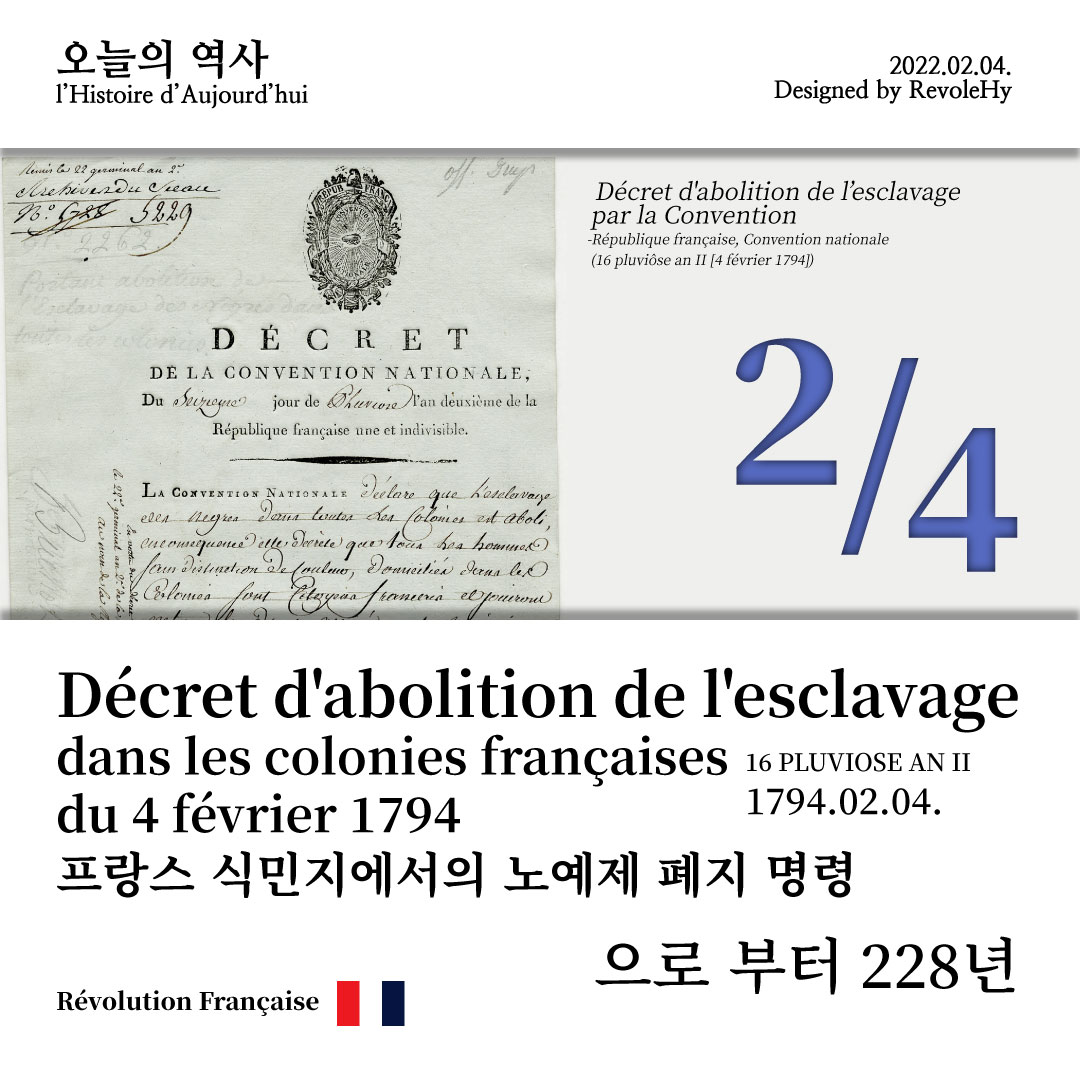 오늘의 역사
l’Histoire d’Aujourd’hui
2022.02.04.
Designed by RevoleHy
Remis le 22 germinal an 2e.
Archives du Sceau
N.º 5229
2262.
Portant abolition de
l'Esclavage des Nègres dans
toutes les colonies
RÉPUB FRANÇ
DÉCRET
DE LA CONVENTION NATIONALE,
Du Seizième jour de Pluviôse l'an deuxième de la
République française une et indivisible.
LA CONVENTION NATIONALE déclare que l'esclavage
des nègres dans toutes les Colonies est aboli,
en conséquence elle décrete que tous les hommes
sans distinction de Couleur, Domiciliés dans les
Colonies sont Citoyens français et jouiront
Décret d'abolition de l’esclavage
par la Convention
-République française, Convention nationale
(16 pluviôse an II [4 février 1794])
2/4
Décret d'abolition de l'esclavage
dans les colonies françaises
du 4 février 1794
16 PLUVIOSE AN II
1794.02.04.
프랑스 식민지에서의 노예제 폐지 명령
으로 부터 228년
Révolution Française